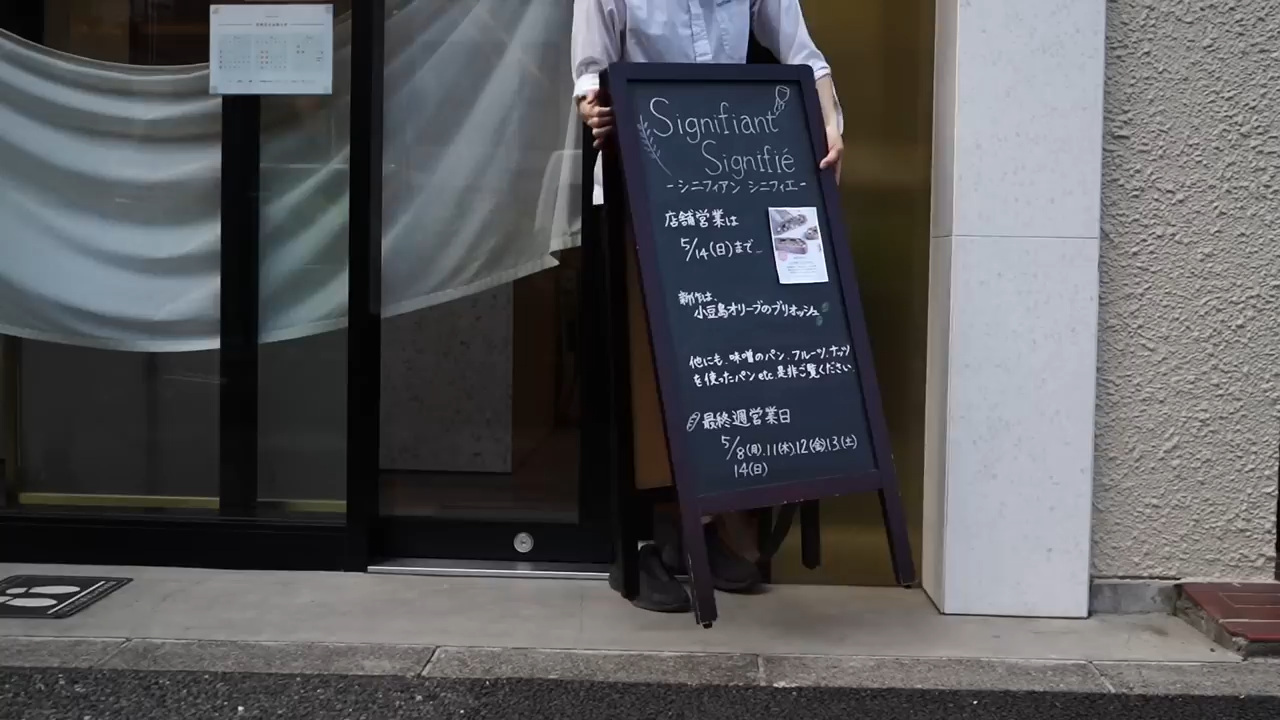 Signifiant
Signifié
-シニフィアン シニフィエ-
店舗営業は
5/14(日)まで
新作は、
小豆島オリーブのブリオッシュ
他にも、味噌のパン、フルーツ、ナッツ
を使ったパンetc.是非ご覧ください
最終週営業日
5/8(月).11(木).12(金).13.(土)
14(日)